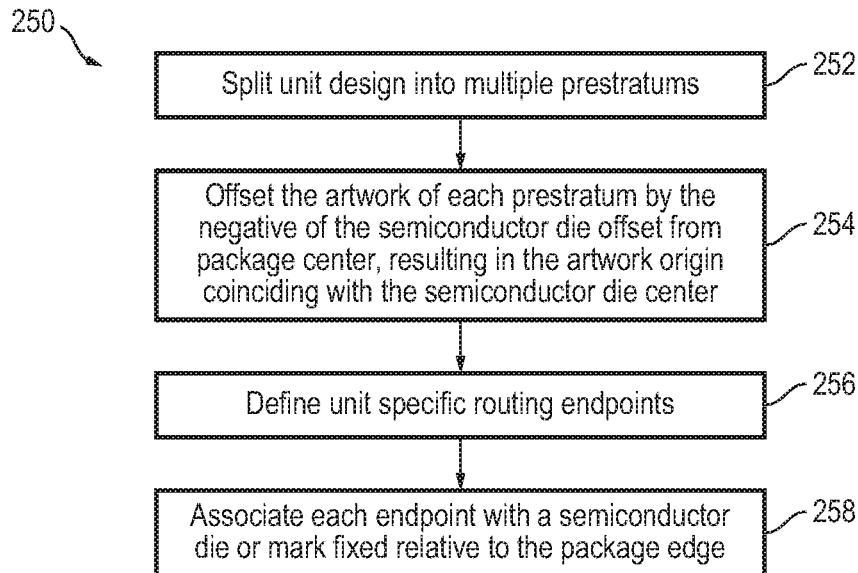 250
Split unit design into multiple prestratums
252
Offset the artwork of each prestratum by the
negative of the semiconductor die offset from
package center, resulting in the artwork origin
coinciding with the semiconductor die center
254
Define unit specific routing endpoints
256
Associate each endpoint with a semiconductor
die or mark fixed relative to the package edge
258